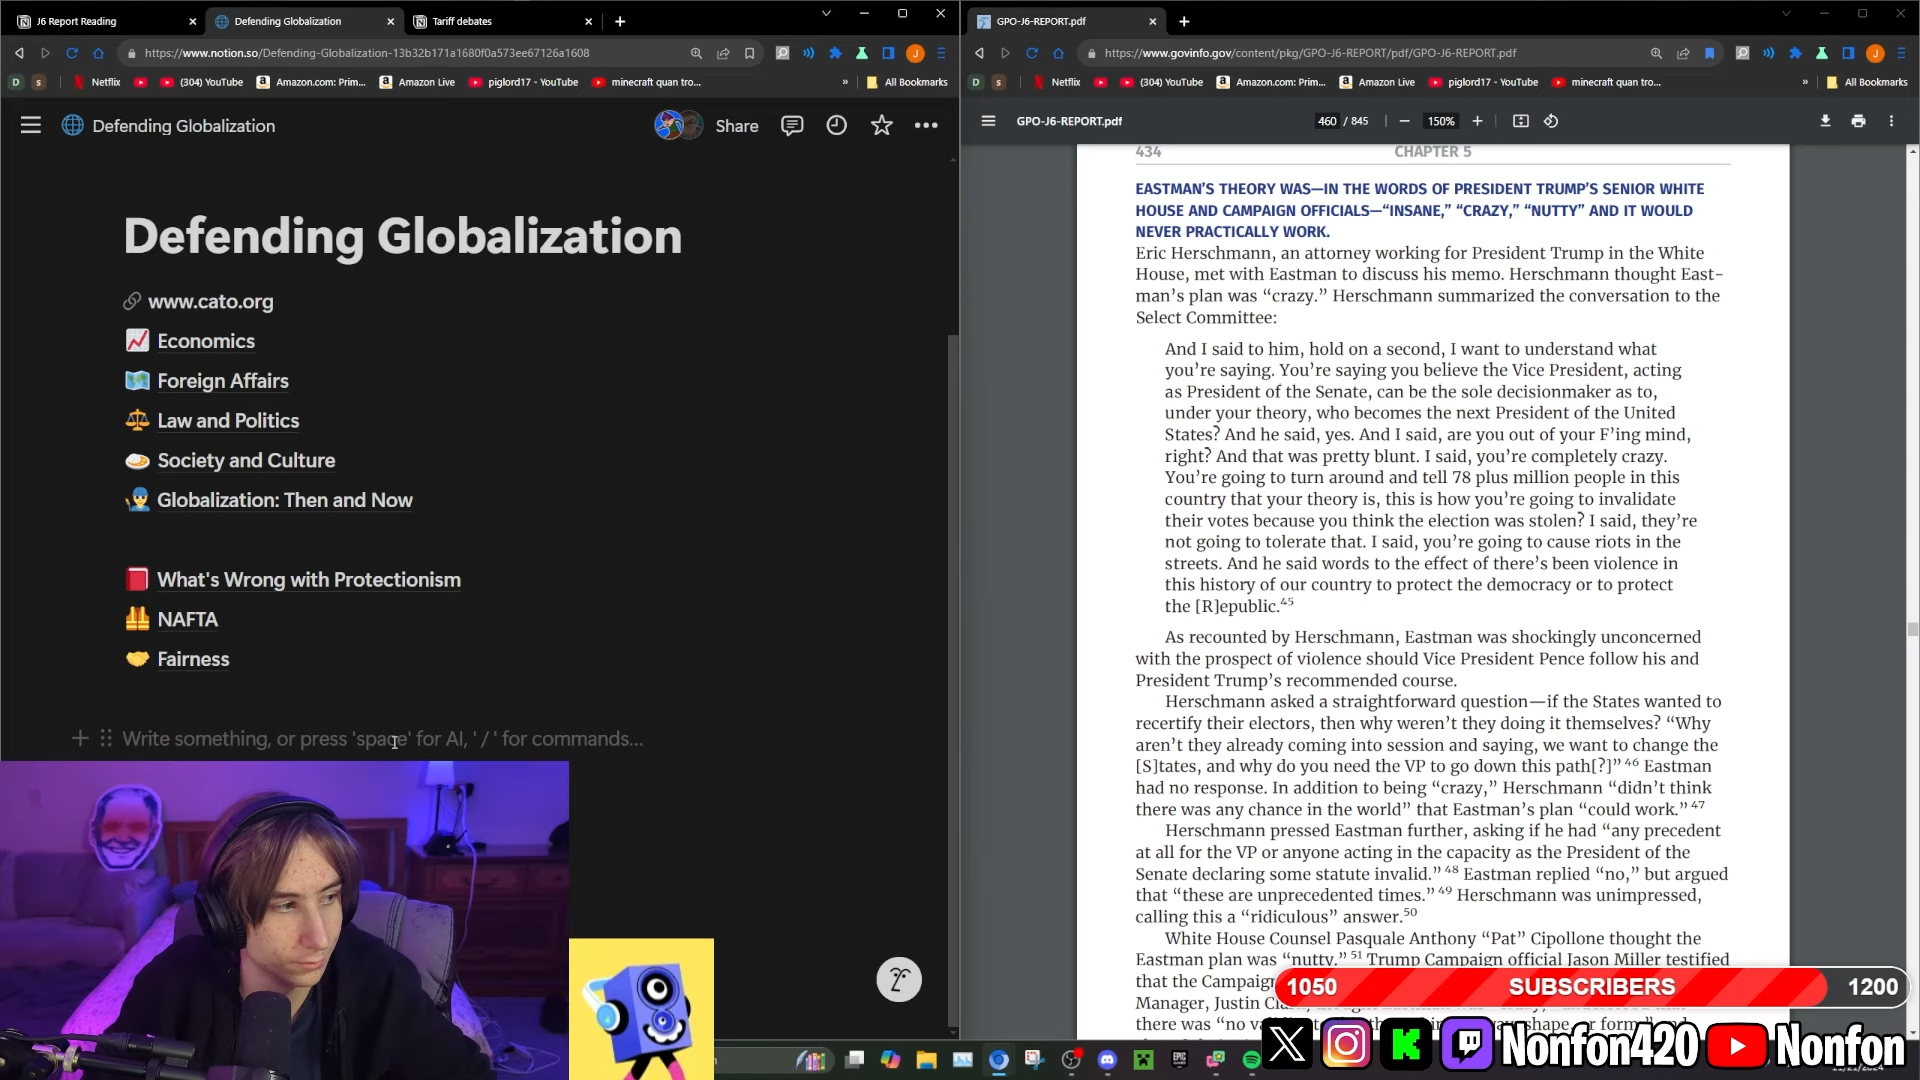 J6 Report Reading
Defending Globalization
Tariff debates
https://www.notion.so/Defending-Globalization-13b32b171a1680f0a573ee67126a1608
Netflix
(304) YouTube
Amazon.com: Prim...
Amazon Live
piglord17 - YouTube
minecraft quan tro...
»
All Bookmarks
Defending Globalization
Share
Defending Globalization
www.cato.org
Economics
Foreign Affairs
Law and Politics
Society and Culture
Globalization: Then and Now
What's Wrong with Protectionism
NAFTA
Fairness
Write something, or press 'space' for AI, ' / ' for commands...
GPO-J6-REPORT.pdf
https://www.govinfo.gov/content/pkg/GPO-J6-REPORT/pdf/GPO-J6-REPORT.pdf
Netflix
(304) YouTube
Amazon.com: Prim...
Amazon Live
piglord17 - YouTube
minecraft quan tro...
»
All Bookmarks
GPO-J6-REPORT.pdf
460 / 845
150%
434 CHAPTER 5
EASTMAN’S THEORY WAS—IN THE WORDS OF PRESIDENT TRUMP’S SENIOR WHITE
HOUSE AND CAMPAIGN OFFICIALS—“INSANE,” “CRAZY,” “NUTTY” AND IT WOULD
NEVER PRACTICALLY WORK.
Eric Herschmann, an attorney working for President Trump in the White
House, met with Eastman to discuss his memo. Herschmann thought East-
man’s plan was “crazy.” Herschmann summarized the conversation to the
Select Committee:
And I said to him, hold on a second, I want to understand what
you’re saying. You’re saying you believe the Vice President, acting
as President of the Senate, can be the sole decisionmaker as to,
under your theory, who becomes the next President of the United
States? And he said, yes. And I said, are you out of your F’ing mind,
right? And that was pretty blunt. I said, you’re completely crazy.
You’re going to turn around and tell 78 plus million people in this
country that your theory is, this is how you’re going to invalidate
their votes because you think the election was stolen? I said, they’re
not going to tolerate that. I said, you’re going to cause riots in the
streets. And he said words to the effect of there’s been violence in
this history of our country to protect the democracy or to protect
the [R]epublic.45
As recounted by Herschmann, Eastman was shockingly unconcerned
with the prospect of violence should Vice President Pence follow his and
President Trump’s recommended course.
Herschmann asked a straightforward question—if the States wanted to
recertify their electors, then why weren’t they doing it themselves? “Why
aren’t they already coming into session and saying, we want to change the
[S]tates, and why do you need the VP to go down this path[?]” 46 Eastman
had no response. In addition to being “crazy,” Herschmann “didn’t think
there was any chance in the world” that Eastman’s plan “could work.” 47
Herschmann pressed Eastman further, asking if he had “any precedent
at all for the VP or anyone acting in the capacity as the President of the
Senate declaring some statute invalid.” 48 Eastman replied “no,” but argued
that “these are unprecedented times.” 49 Herschmann was unimpressed,
calling this a “ridiculous” answer.50
White House Counsel Pasquale Anthony “Pat” Cipollone thought the
Eastman plan was “nutty.” 51 Trump Campaign official Jason Miller testified
that the Campaign
Manager, Justin
there was “no
1050 SUBSCRIBERS 1200
Nonfon420
Nonfon